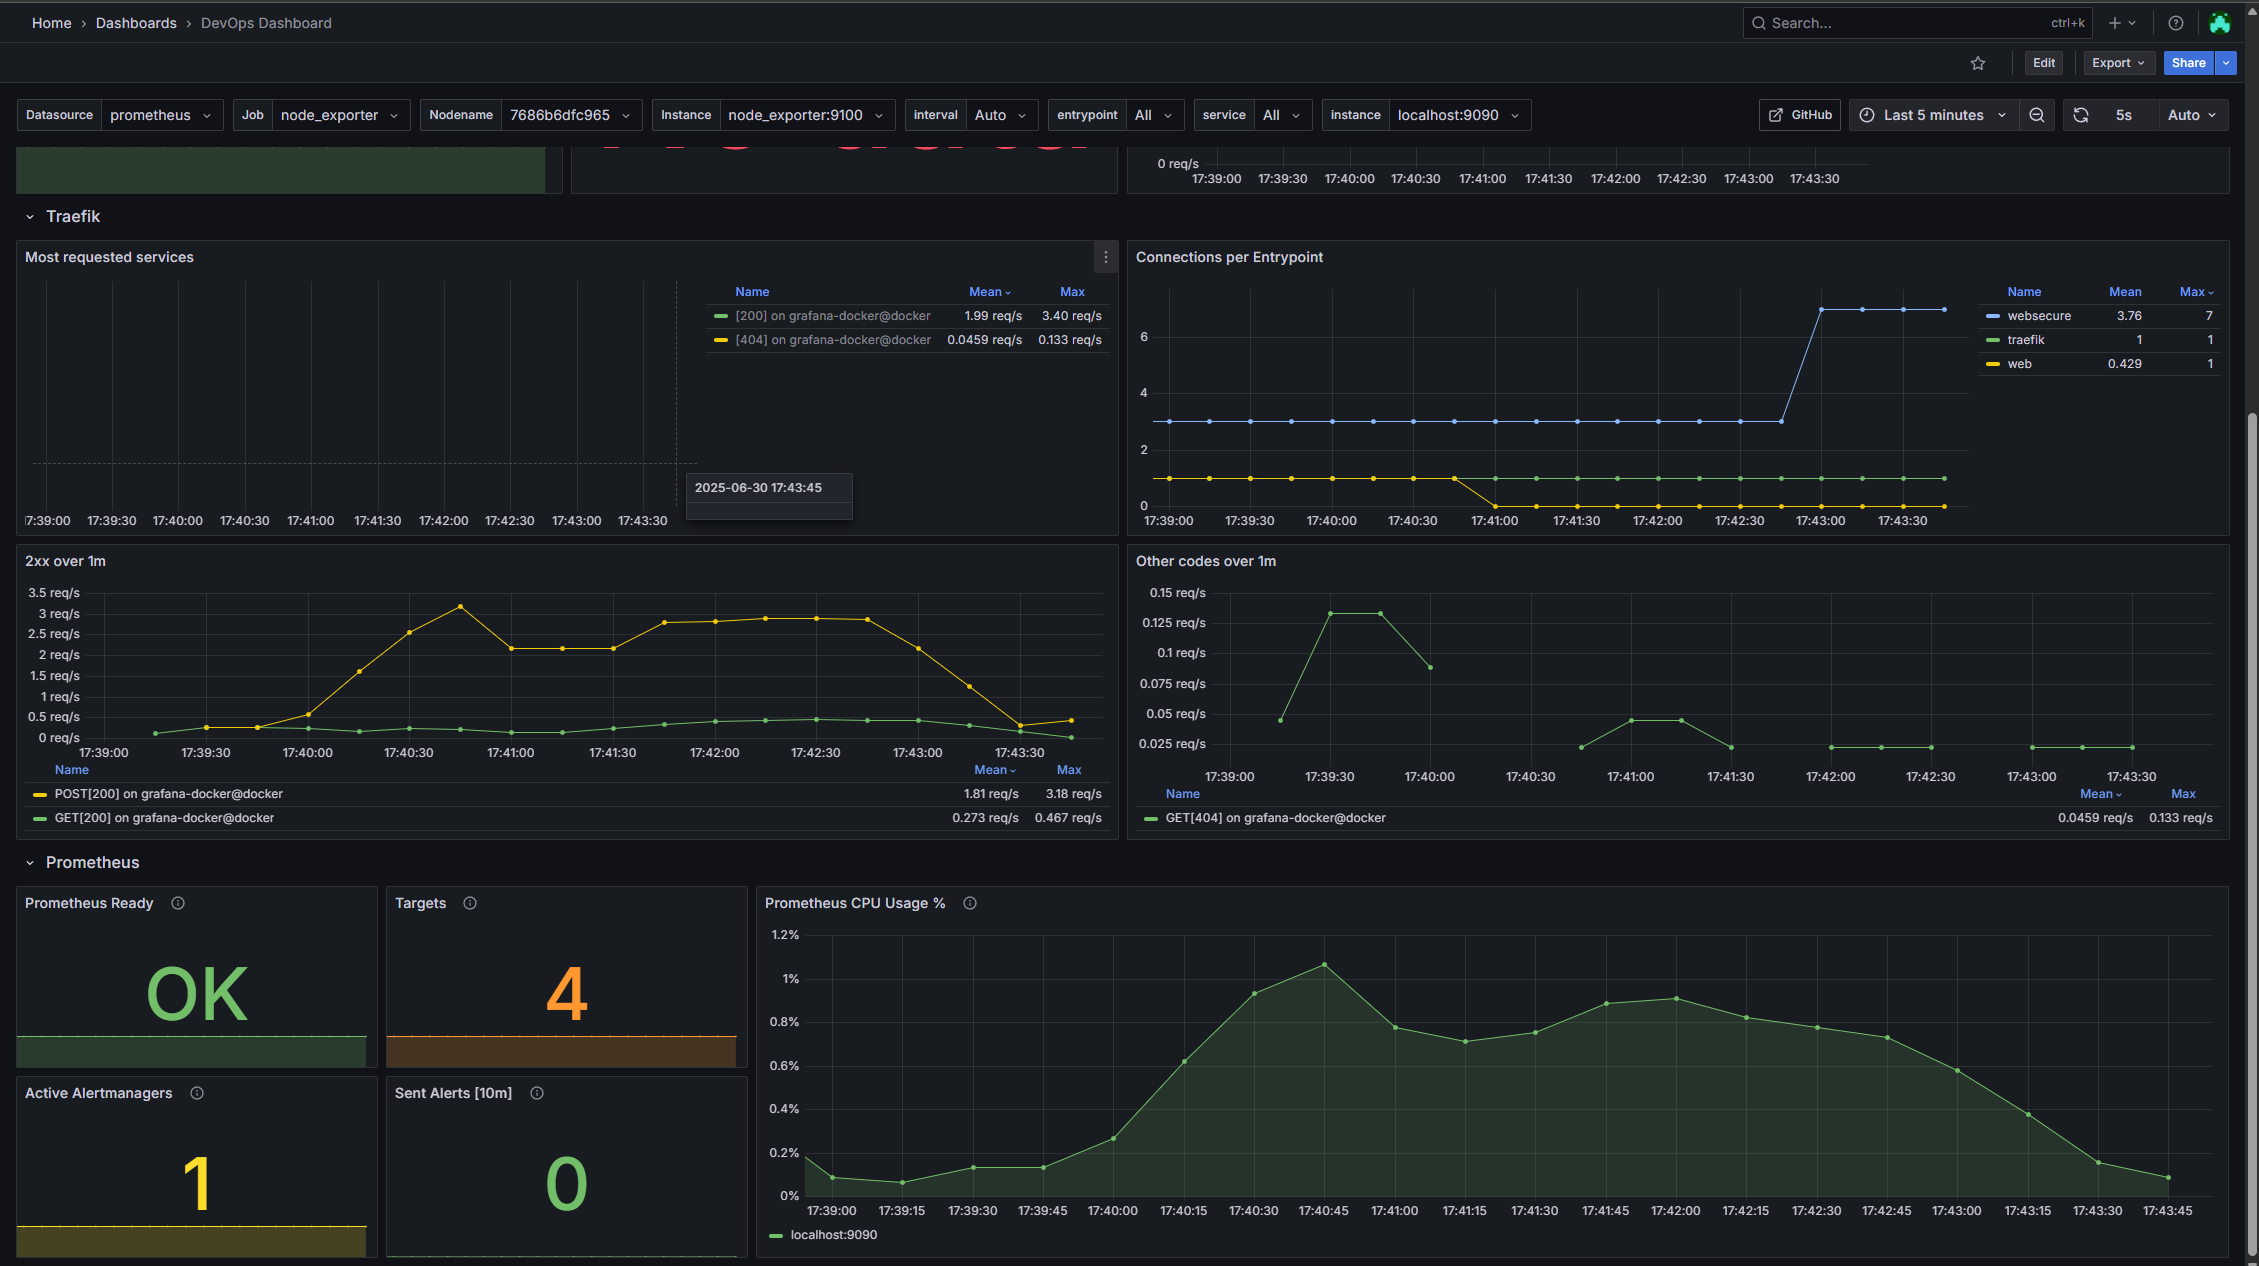 Home › Dashboards › DevOps Dashboard
Search... ctrl+k
Edit Export Share
Datasource prometheus Job node_exporter Nodename 7686b6dfc965 Instance node_exporter:9100 interval Auto entrypoint All service All instance localhost:9090 GitHub Last 5 minutes 5s Auto
0 req/s
17:39:00 17:39:30 17:40:00 17:40:30 17:41:00 17:41:30 17:42:00 17:42:30 17:43:00 17:43:30
Traefik
Most requested services
Name Mean Max
[200] on grafana-docker@docker 1.99 req/s 3.40 req/s
[404] on grafana-docker@docker 0.0459 req/s 0.133 req/s
2025-06-30 17:43:45
7:39:00 17:39:30 17:40:00 17:40:30 17:41:00 17:41:30 17:42:00 17:42:30 17:43:00 17:43:30
Connections per Entrypoint
6
4
2
0
17:39:00 17:39:30 17:40:00 17:40:30 17:41:00 17:41:30 17:42:00 17:42:30 17:43:00 17:43:30
Name Mean Max
websecure 3.76 7
traefik 1 1
web 0.429 1
2xx over 1m
3.5 req/s
3 req/s
2.5 req/s
2 req/s
1.5 req/s
1 req/s
0.5 req/s
0 req/s
17:39:00 17:39:30 17:40:00 17:40:30 17:41:00 17:41:30 17:42:00 17:42:30 17:43:00 17:43:30
Name Mean Max
POST[200] on grafana-docker@docker 1.81 req/s 3.18 req/s
GET[200] on grafana-docker@docker 0.273 req/s 0.467 req/s
Other codes over 1m
0.15 req/s
0.125 req/s
0.1 req/s
0.075 req/s
0.05 req/s
0.025 req/s
17:39:00 17:39:30 17:40:00 17:40:30 17:41:00 17:41:30 17:42:00 17:42:30 17:43:00 17:43:30
Name Mean Max
GET[404] on grafana-docker@docker 0.0459 req/s 0.133 req/s
Prometheus
Prometheus Ready
OK
Targets
4
Active Alertmanagers
1
Sent Alerts [10m]
0
Prometheus CPU Usage %
1.2%
1%
0.8%
0.6%
0.4%
0.2%
0%
17:39:00 17:39:15 17:39:30 17:39:45 17:40:00 17:40:15 17:40:30 17:40:45 17:41:00 17:41:15 17:41:30 17:41:45 17:42:00 17:42:15 17:42:30 17:42:45 17:43:00 17:43:15 17:43:30 17:43:45
localhost:9090